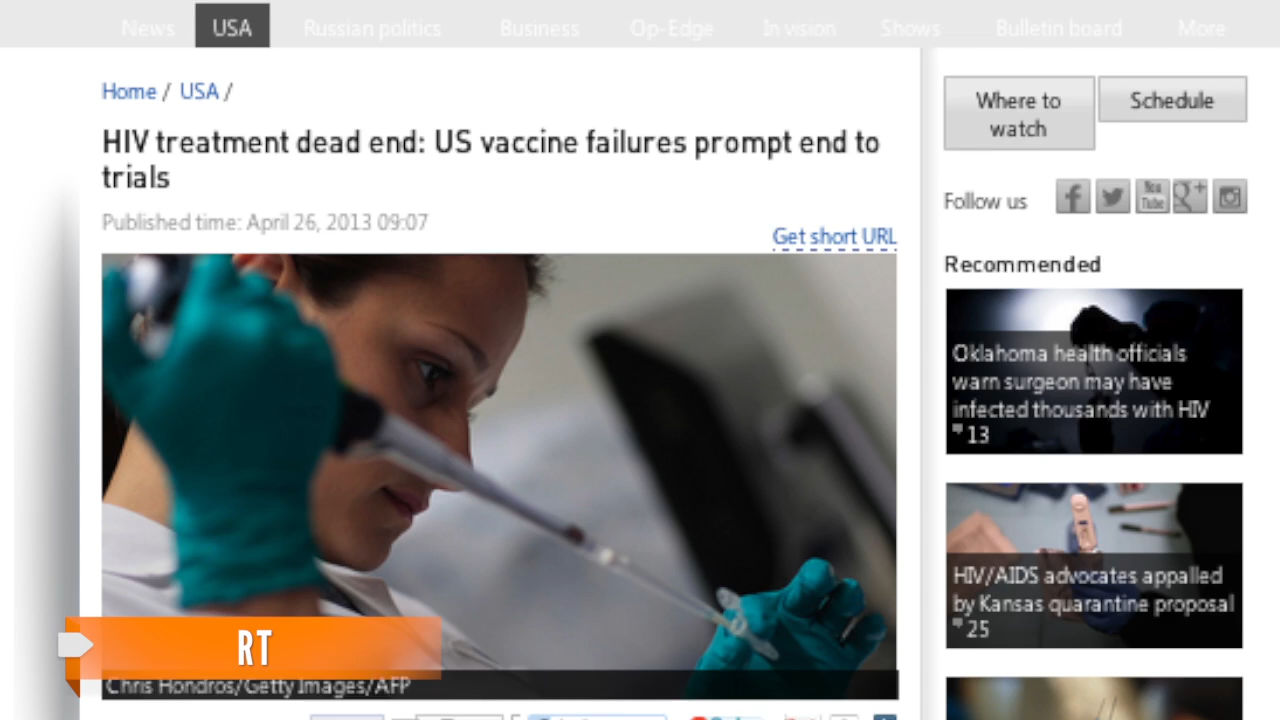 News USA Russian politics Business Op-Edge In vision Shows Bulletin board More
Home / USA /
HIV treatment dead end: US vaccine failures prompt end to
trials
Published time: April 26, 2013 09:07
Get short URL
Chris Hondros/Getty Images/AFP
RT
Where to
watch
Schedule
Follow us
You
Tube
Recommended
Oklahoma health officials
warn surgeon may have
infected thousands with HIV
13
HIV/AIDS advocates appalled
by Kansas quarantine proposal
25